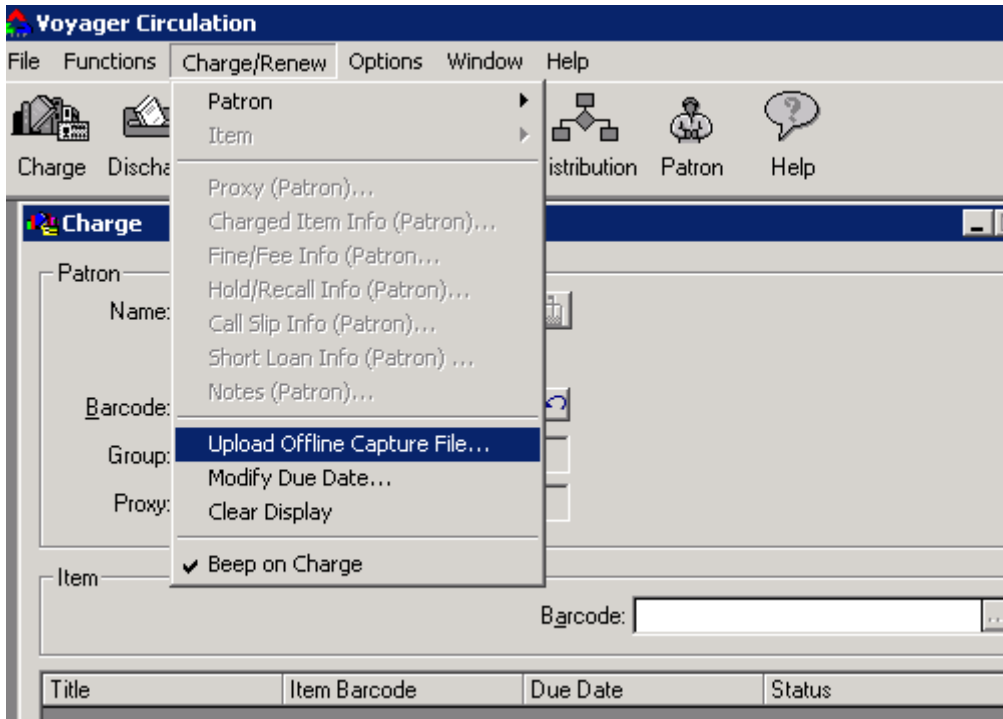 Voyager Circulation
File Functions Charge/Renew Options Window Help
Charge Discha istribution Patron Help
Patron
Item
Proxy (Patron)...
Charged Item Info (Patron)...
Fine/Fee Info (Patron...
Hold/Recall Info (Patron)...
Call Slip Info (Patron)...
Short Loan Info (Patron) ...
Notes (Patron)...
Upload Offline Capture File...
Modify Due Date...
Clear Display
Beep on Charge
Charge
Patron
Name:
Barcode:
Group:
Proxy:
Item
Barcode: ...
Title Item Barcode Due Date Status